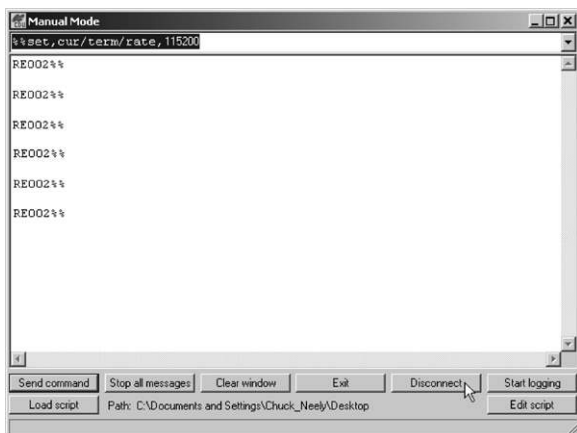 Manual Mode
%%set,cur/term/rate,115200
RE002%%
RE002%%
RE002%%
RE002%%
RE002%%
RE002%%
Send command Stop all messages Clear window Exit Disconnect Start logging
Load script Path: C:\Documents and Settings\Chuck_Neely\Desktop Edit script